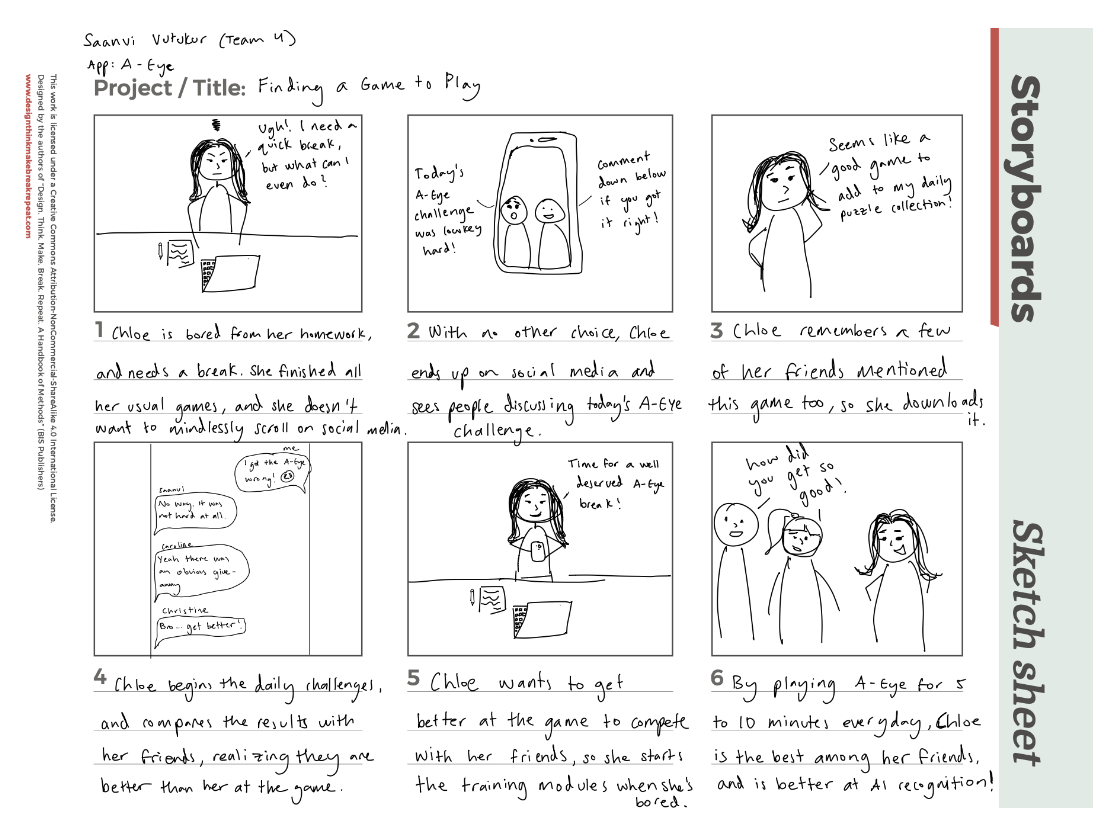 Saanvi Vutukur (Team 4)
App: A-Eye
Project / Title: Finding a Game to Play
Ugh! I need a
quick break,
but what can I
even do?
1 Chloe is bored from her homework,
and needs a break. She finished all
her usual games, and she doesn't
want to mindlessly scroll on social media.
Today's
A-Eye
challenge
was lowkey
hard!
comment
down below
if you got
it right!
2 With no other choice, Chloe
ends up on social media and
sees people discussing today's A-EYE
challenge.
Seems like a
good game to
add to my daily
puzzle collection!
3 Chloe remembers a few
of her friends mentioned
this game too, so she downloads
it.
me
I got the A-Eye
wrong!
Saanvi
No way, it was
not hard at all.
Caroline
Yeah there was
an obvious give-
away
Christine
Bro... get better!
4 Chloe begins the daily challenges,
and compares the results with
her friends, realizing they are
better than her at the game.
Time for a well
deserved A-Eye
break!
5 Chloe wants to get
better at the game to compete
with her friends, so she starts
the training modules when she's
bored.
how did
you get so
good!
6 By playing A-Eye for 5
to 10 minutes everyday, Chloe
is the best among her friends,
and is better at AI recognition!
Storyboards
Sketch sheet
This work is licensed under a Creative Commons Attribution-NonCommercial-ShareAlike 4.0 International License.
Designed by the authors of "Design. Think. Make. Break. Repeat. A Handbook of Methods" (BIS Publishers)
www.designthinkmakebreakrepeat.com